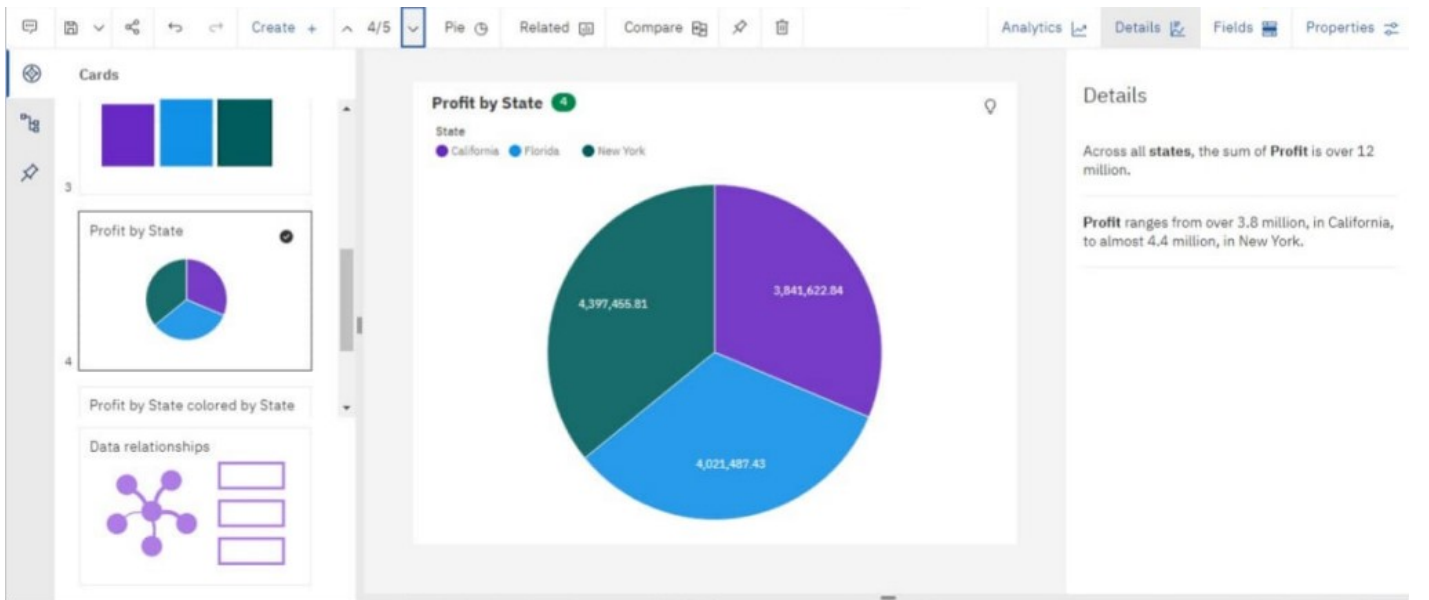 Create +
4/5
Pie
Related
Compare
Analytics
Details
Fields
Properties
Cards
3
Profit by State
4
Profit by State colored by State
Data relationships
Profit by State 4
State
California Florida New York
4,397,455.81
3,841,622.84
4,021,487.43
Details
Across all states, the sum of Profit is over 12
million.
Profit ranges from over 3.8 million, in California,
to almost 4.4 million, in New York.